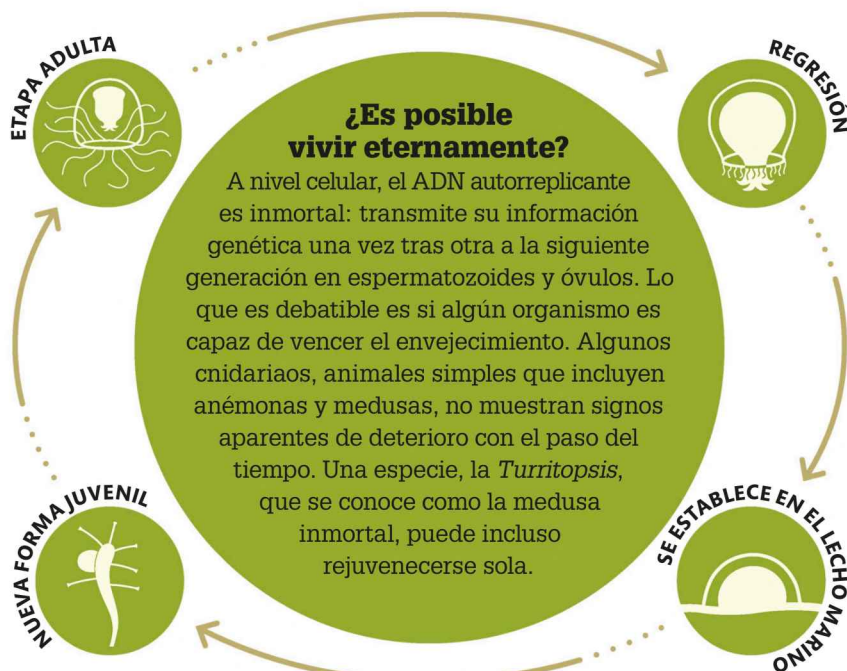 ETAPA ADULTA
REGRESIÓN
¿Es posible
vivir eternamente?
A nivel celular, el ADN autorreplicante
es inmortal: transmite su información
genética una vez tras otra a la siguiente
generación en espermatozoides y óvulos. Lo
que es debatible es si algún organismo es
capaz de vencer el envejecimiento. Algunos
cnidariaos, animales simples que incluyen
anémonas y medusas, no muestran signos
aparentes de deterioro con el paso del
tiempo. Una especie, la Turritopsis,
que se conoce como la medusa
inmortal, puede incluso
rejuvenecerse sola.
NUEVA FORMA JUVENIL
SE ESTABLECE EN EL LECHO MARINO